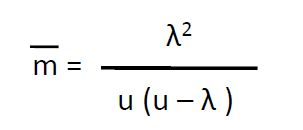 m̅ = λ² / u (u – λ )